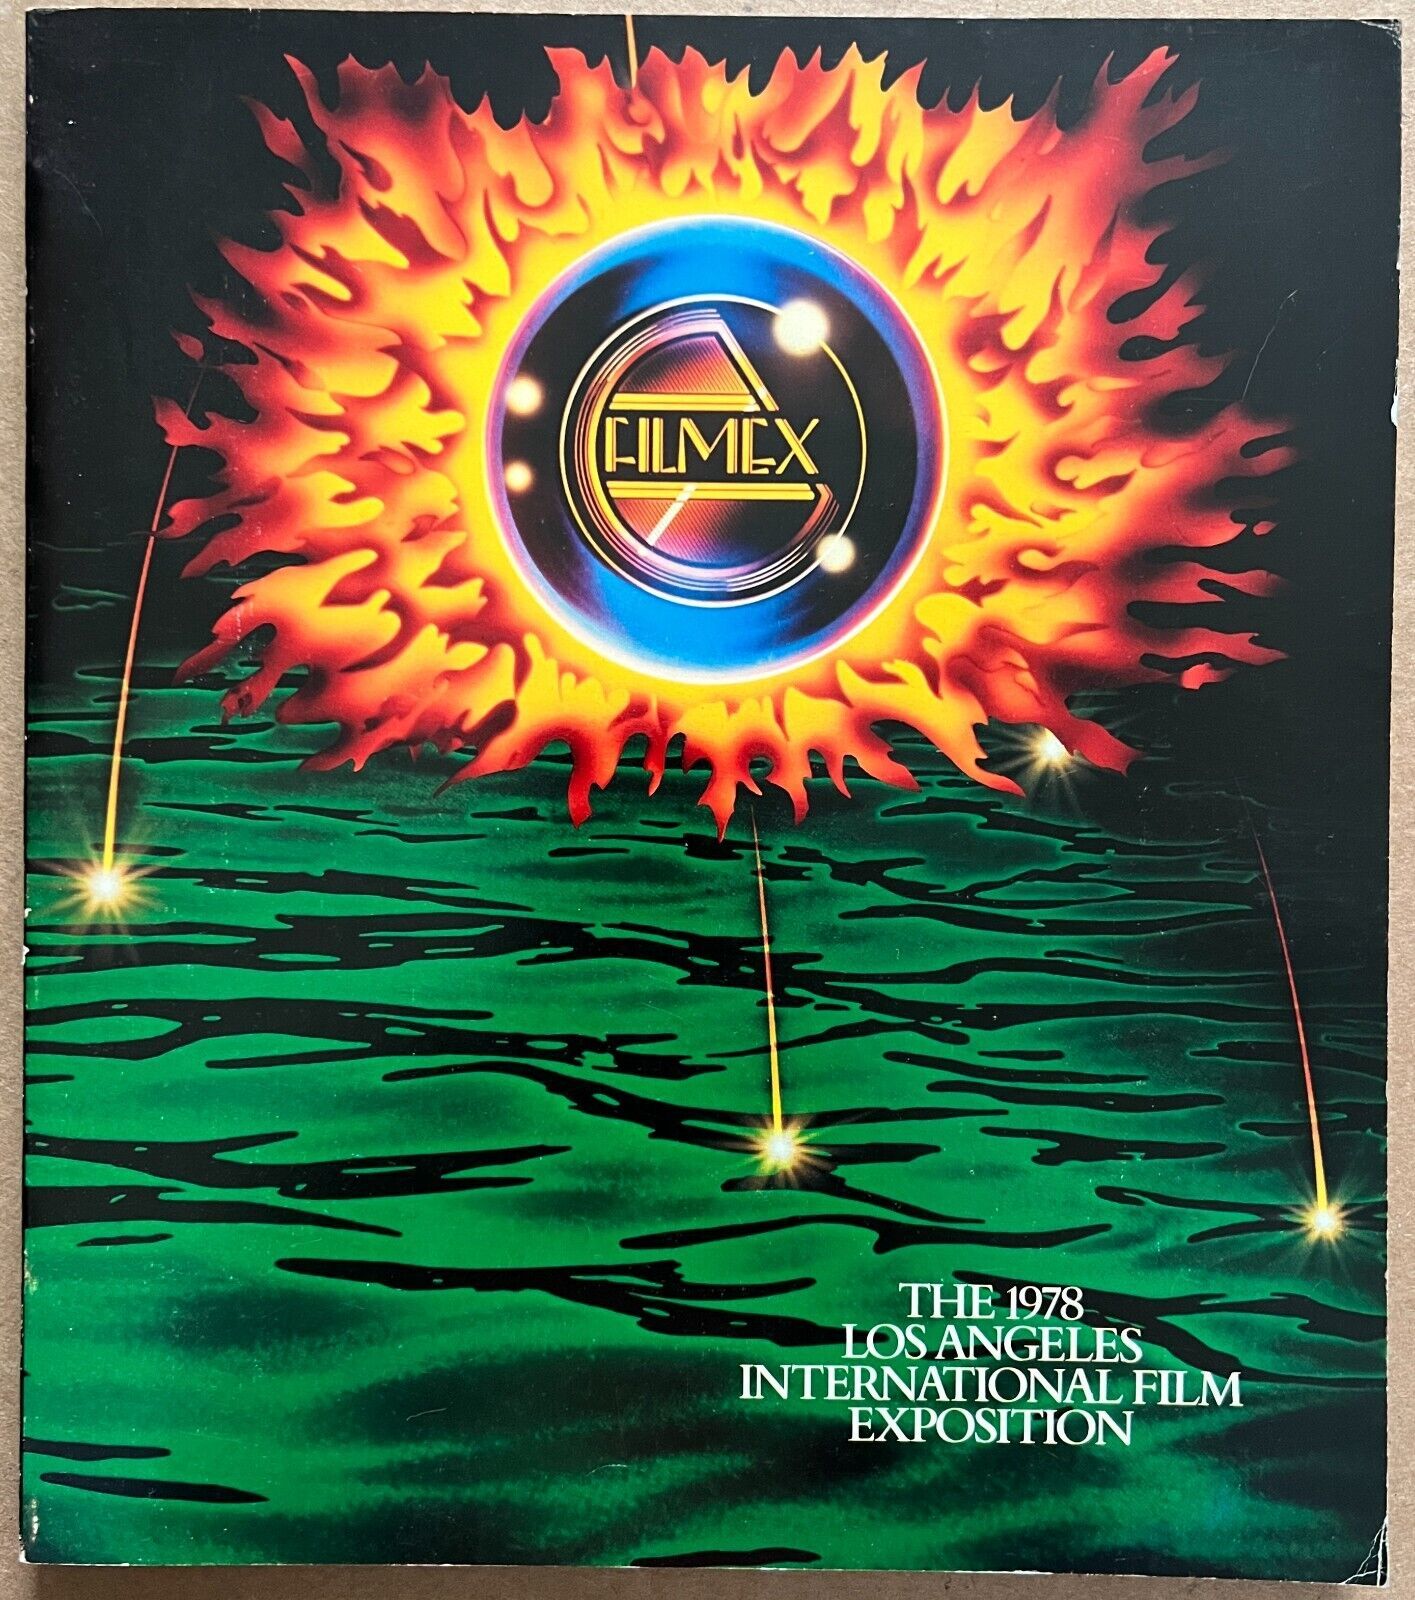 FILMEX
THE 1978
LOS ANGELES
INTERNATIONAL FILM
EXPOSITION